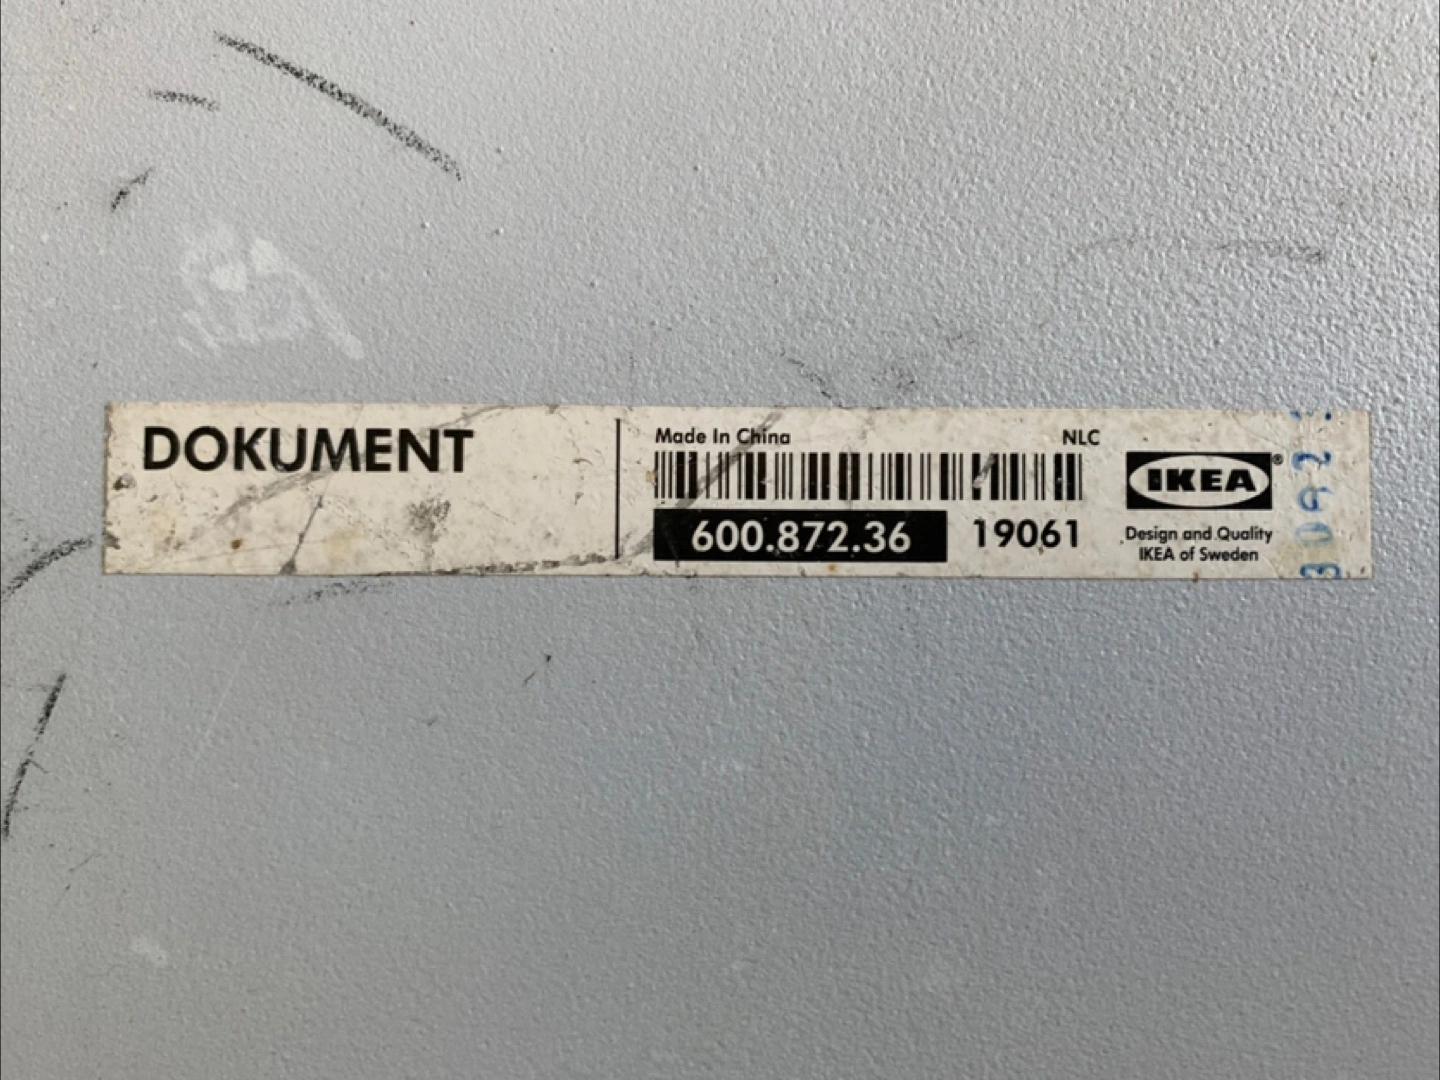 DOKUMENT
Made In China
NLC
600.872.36
19061
IKEA®
Design and Quality
IKEA of Sweden